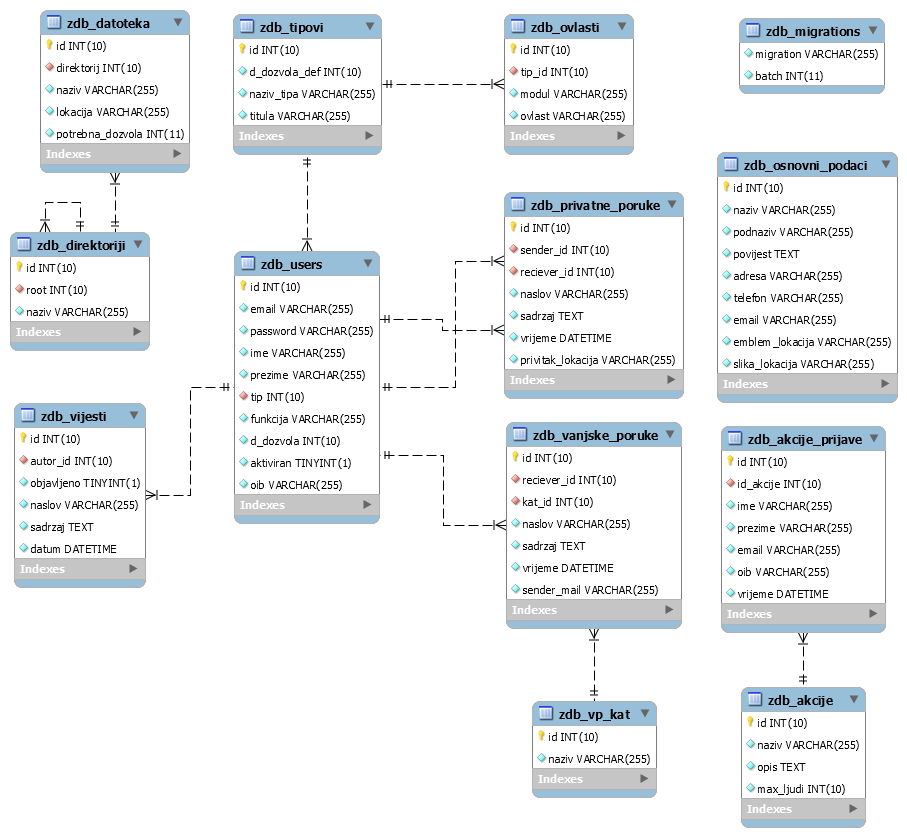 zdb_datoteka
id INT(10)
direktorij INT(10)
naziv VARCHAR(255)
lokacija VARCHAR(255)
potrebna_dozvola INT(11)
Indexes
zdb_tipovi
id INT(10)
d_dozvola_def INT(10)
naziv_tipa VARCHAR(255)
titula VARCHAR(255)
Indexes
zdb_ovlasti
id INT(10)
tip_id INT(10)
modul VARCHAR(255)
ovlast VARCHAR(255)
Indexes
zdb_migrations
migration VARCHAR(255)
batch INT(11)
zdb_direktoriji
id INT(10)
root INT(10)
naziv VARCHAR(255)
Indexes
zdb_users
id INT(10)
email VARCHAR(255)
password VARCHAR(255)
ime VARCHAR(255)
prezime VARCHAR(255)
tip INT(10)
funkcija VARCHAR(255)
d_dozvola INT(10)
aktiviran TINYINT(1)
oib VARCHAR(255)
Indexes
zdb_privatne_poruke
id INT(10)
sender_id INT(10)
reciever_id INT(10)
naslov VARCHAR(255)
sadrzaj TEXT
vrijeme DATETIME
privitak_lokacija VARCHAR(255)
Indexes
zdb_osnovni_podaci
id INT(10)
naziv VARCHAR(255)
podnaziv VARCHAR(255)
povijest TEXT
adresa VARCHAR(255)
telefon VARCHAR(255)
email VARCHAR(255)
emblem_lokacija VARCHAR(255)
slika_lokacija VARCHAR(255)
Indexes
zdb_vijesti
id INT(10)
autor_id INT(10)
objavljeno TINYINT(1)
naslov VARCHAR(255)
sadrzaj TEXT
datum DATETIME
Indexes
zdb_vanjske_poruke
id INT(10)
reciever_id INT(10)
kat_id INT(10)
naslov VARCHAR(255)
sadrzaj TEXT
vrijeme DATETIME
sender_mail VARCHAR(255)
Indexes
zdb_akcije_prijave
id INT(10)
id_akcije INT(10)
ime VARCHAR(255)
prezime VARCHAR(255)
email VARCHAR(255)
oib VARCHAR(255)
vrijeme DATETIME
Indexes
zdb_vp_kat
id INT(10)
naziv VARCHAR(255)
Indexes
zdb_akcije
id INT(10)
naziv VARCHAR(255)
opis TEXT
max_ljudi INT(10)
Indexes